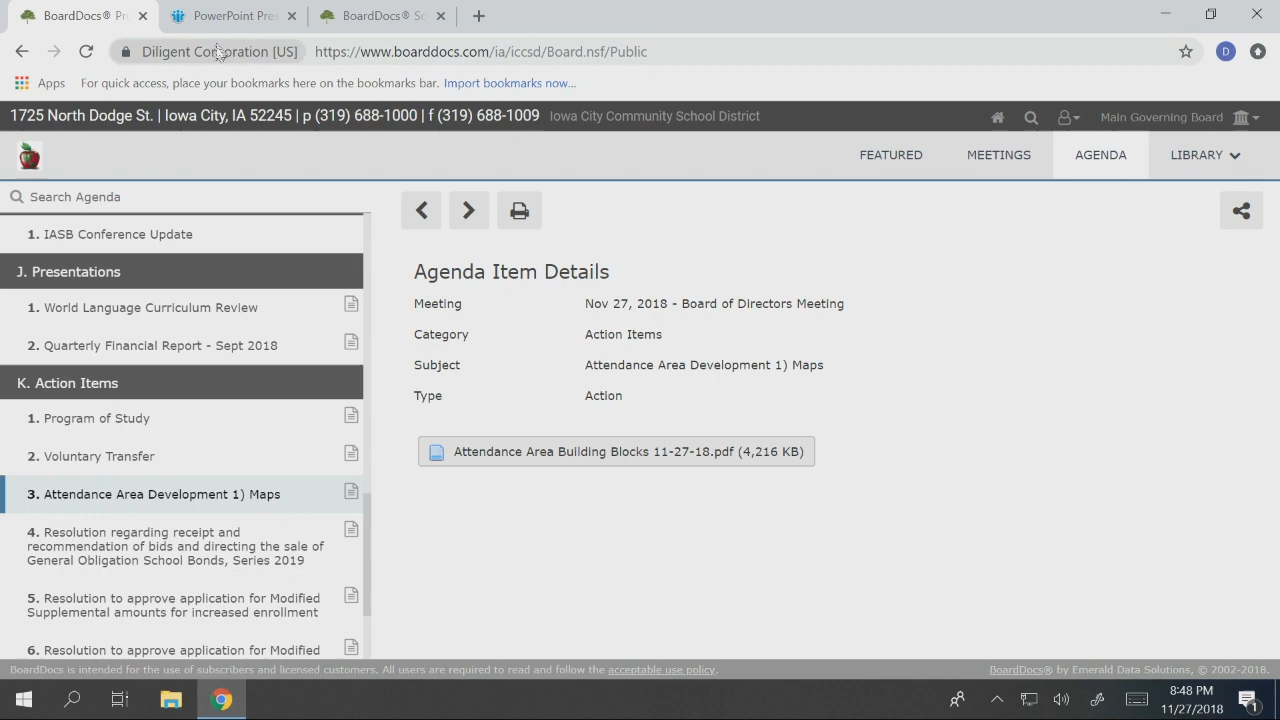 BoardDocs® Pr
PowerPoint Pres
BoardDocs® Sc
Diligent Corporation [US]
https://www.boarddocs.com/ia/iccsd/Board.nsf/Public
D
Apps
For quick access, place your bookmarks here on the bookmarks bar. Import bookmarks now...
1725 North Dodge St. | Iowa City, IA 52245 | p (319) 688-1000 | f (319) 688-1009
Iowa City Community School District
Main Governing Board
FEATURED
MEETINGS
AGENDA
LIBRARY
Search Agenda
1. IASB Conference Update
J. Presentations
1. World Language Curriculum Review
2. Quarterly Financial Report - Sept 2018
K. Action Items
1. Program of Study
2. Voluntary Transfer
3. Attendance Area Development 1) Maps
4. Resolution regarding receipt and
recommendation of bids and directing the sale of
General Obligation School Bonds, Series 2019
5. Resolution to approve application for Modified
Supplemental amounts for increased enrollment
6. Resolution to approve application for Modified
Agenda Item Details
Meeting
Nov 27, 2018 - Board of Directors Meeting
Category
Action Items
Subject
Attendance Area Development 1) Maps
Type
Action
Attendance Area Building Blocks 11-27-18.pdf (4,216 KB)
BoardDocs is intended for the use of subscribers and licensed customers. All users are required to read and follow the acceptable use policy.
BoardDocs® by Emerald Data Solutions, © 2002-2018.
8:48 PM
11/27/2018
1